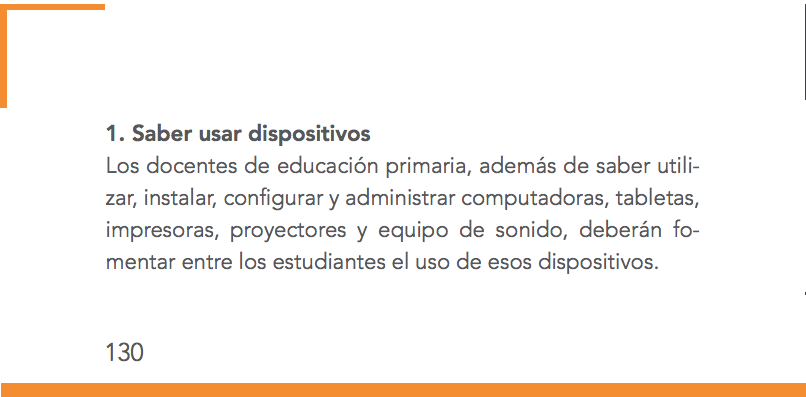 1. Saber usar dispositivos
Los docentes de educación primaria, además de saber utili-
zar, instalar, configurar y administrar computadoras, tabletas,
impresoras, proyectores y equipo de sonido, deberán fo-
mentar entre los estudiantes el uso de esos dispositivos.
130